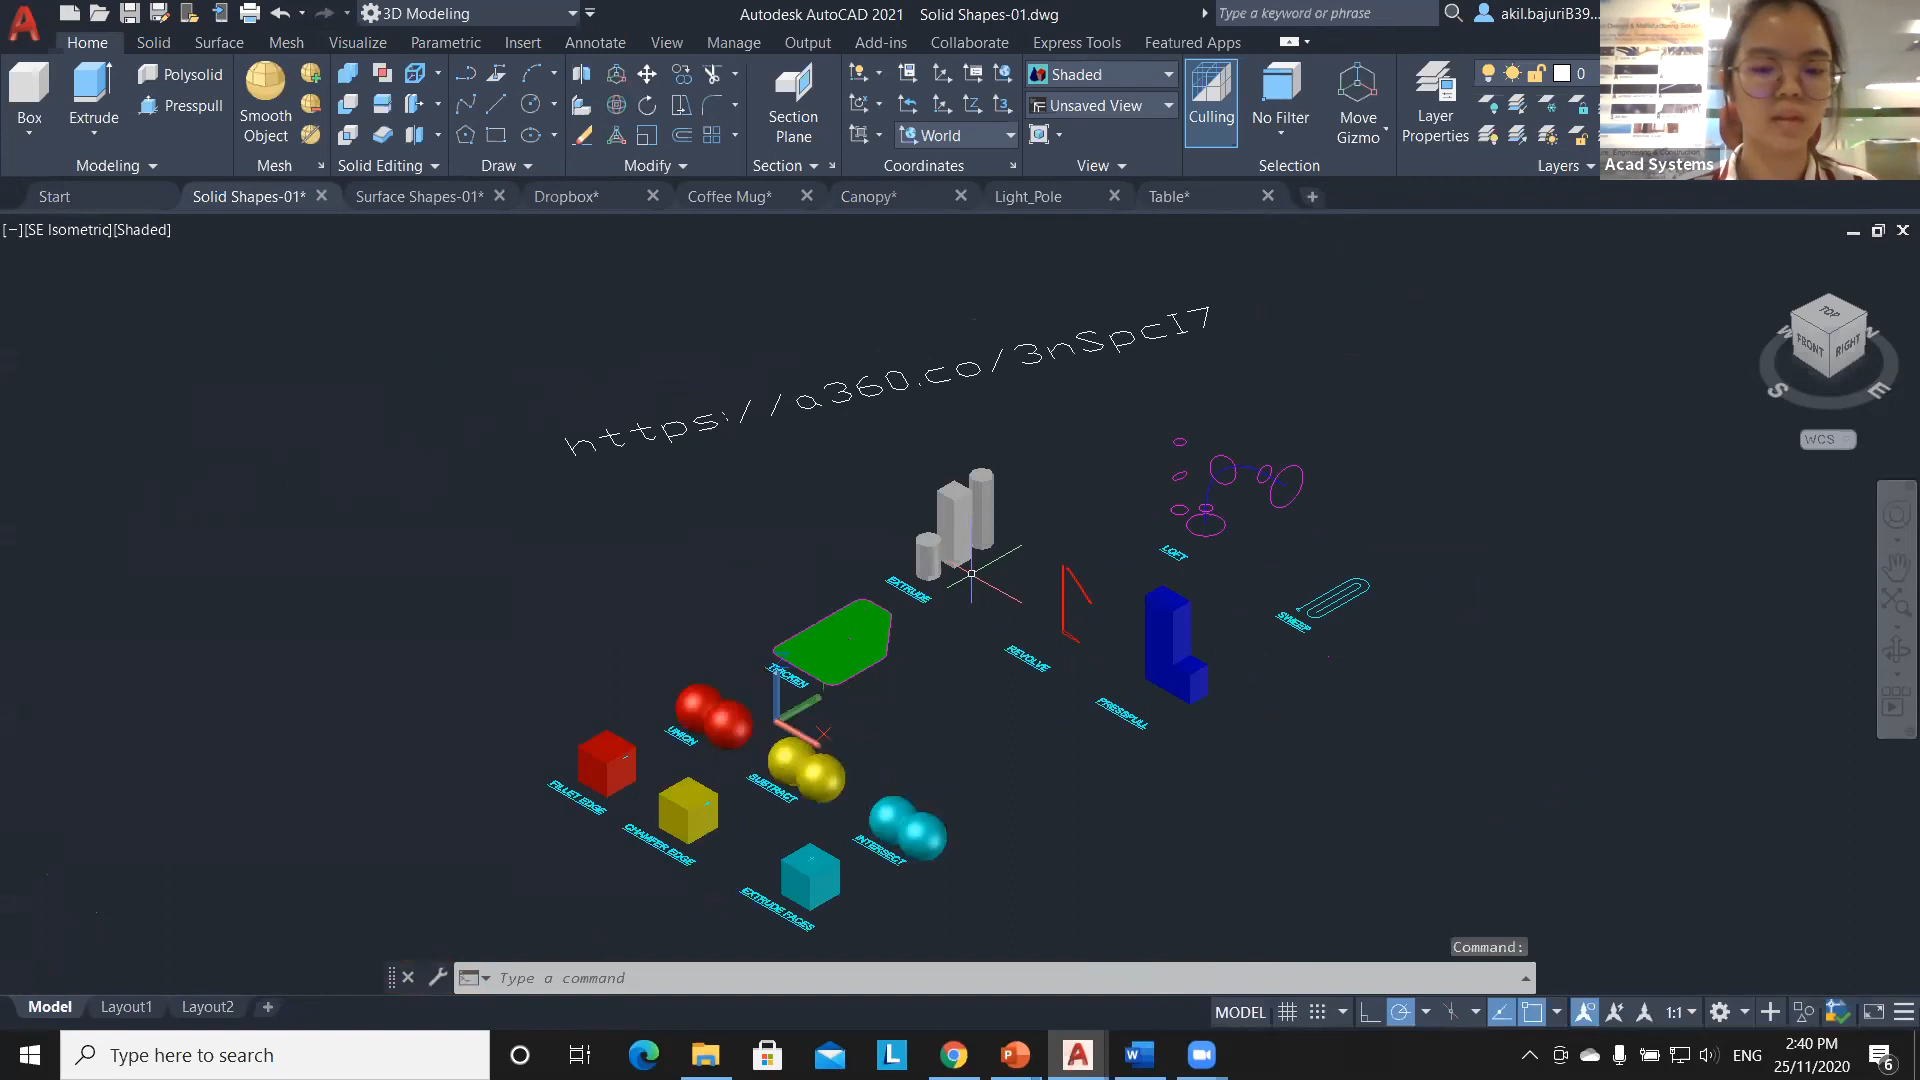 3D Modeling
Autodesk AutoCAD 2021 Solid Shapes-01.dwg
Type a keyword or phrase
akil.bajuriB39...
Home Solid Surface Mesh Visualize Parametric Insert Annotate View Manage Output Add-ins Collaborate Express Tools Featured Apps
Box
Extrude
Polysolid
Presspull
Smooth Object
Section Plane
World
Shaded
Unsaved View
Culling
No Filter
Move Gizmo
Layer Properties
0
Modeling Mesh Solid Editing Draw Modify Section Coordinates View Selection Layers
Acad Systems
Start Solid Shapes-01* Surface Shapes-01* Dropbox* Coffee Mug* Canopy* Light_Pole Table*
[−][SE Isometric][Shaded]
TOP
FRONT
RIGHT
W
N
S
E
WCS
https://a360.co/3nSpcI7
LOFT
EXTRUDE
SWEEP
REVOLVE
THICKEN
PRESSPULL
UNION
SUBTRACT
FILLET EDGE
CHAMFER EDGE
INTERSECT
EXTRUDE FACES
Command:
Type a command
Model Layout1 Layout2
MODEL
1:1
Type here to search
ENG
2:40 PM
25/11/2020
6